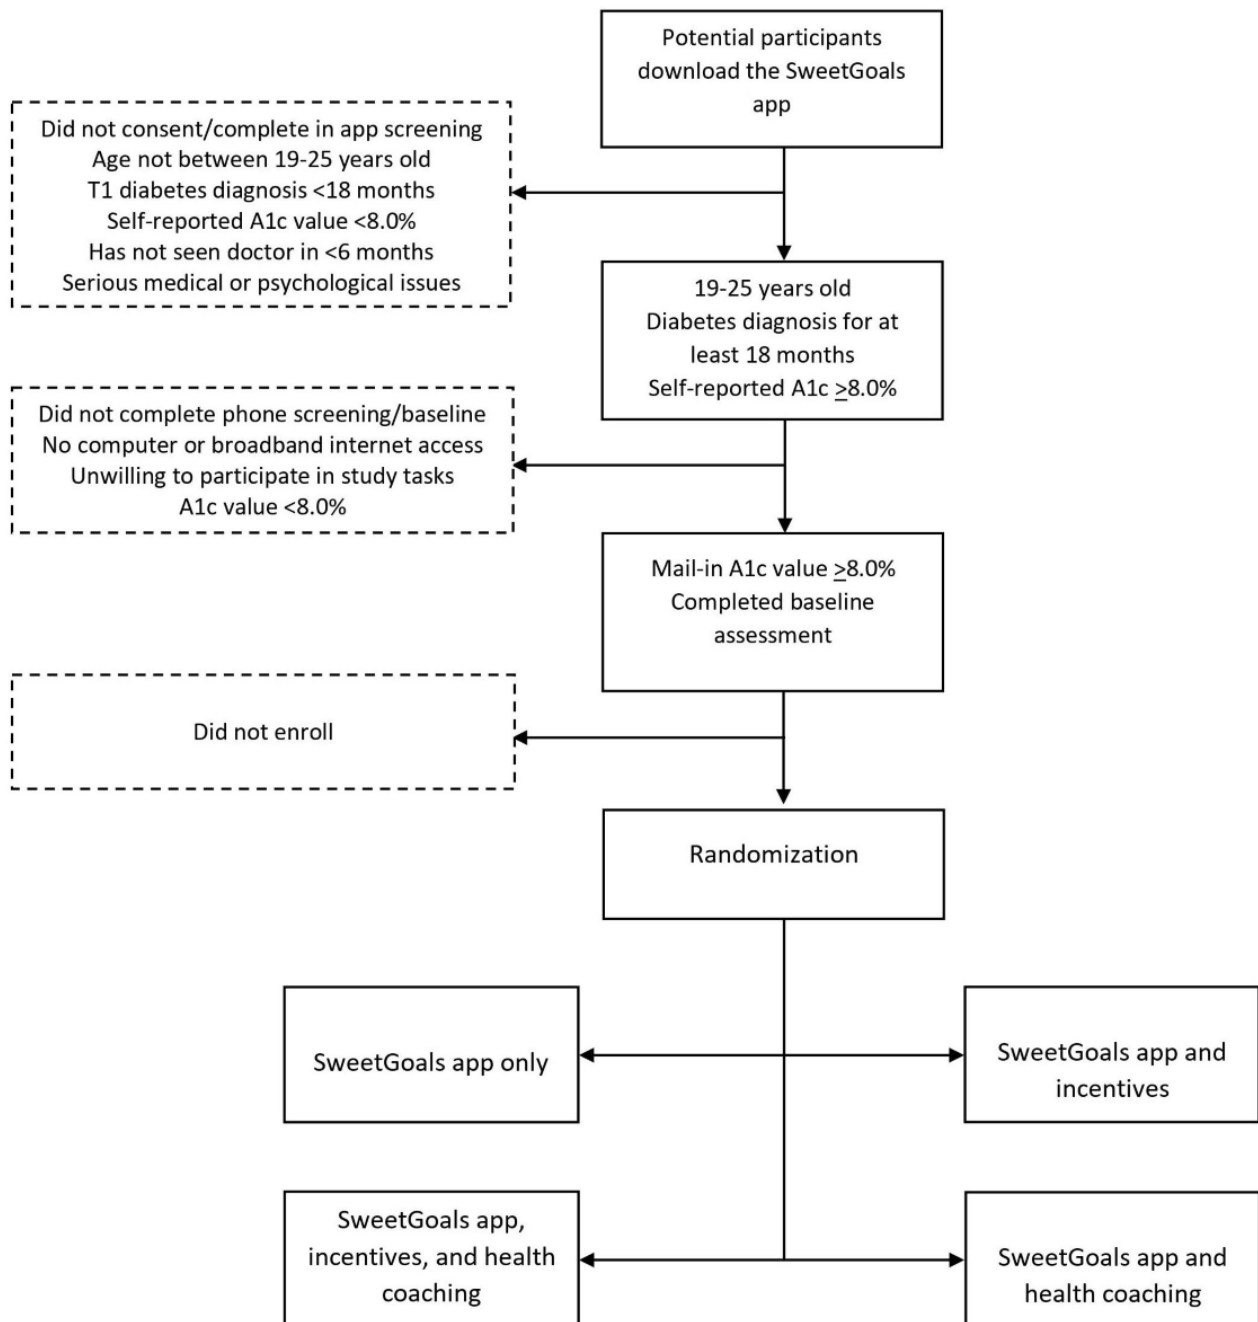 Potential participants
download the SweetGoals
app
Did not consent/complete in app screening
Age not between 19-25 years old
T1 diabetes diagnosis <18 months
Self-reported A1c value <8.0%
Has not seen doctor in <6 months
Serious medical or psychological issues
19-25 years old
Diabetes diagnosis for at
least 18 months
Self-reported A1c ≥8.0%
Did not complete phone screening/baseline
No computer or broadband internet access
Unwilling to participate in study tasks
A1c value <8.0%
Mail-in A1c value ≥8.0%
Completed baseline
assessment
Did not enroll
Randomization
SweetGoals app only
SweetGoals app and
incentives
SweetGoals app,
incentives, and health
coaching
SweetGoals app and
health coaching